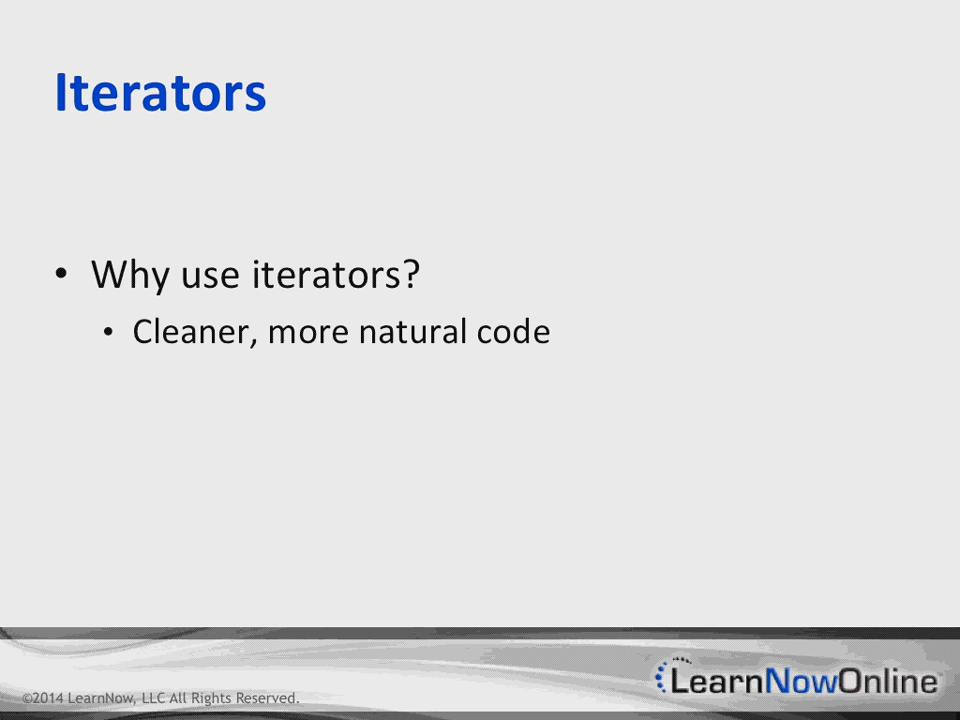 Iterators
• Why use iterators?
• Cleaner, more natural code
©2014 LearnNow, LLC All Rights Reserved.
LearnNowOnline